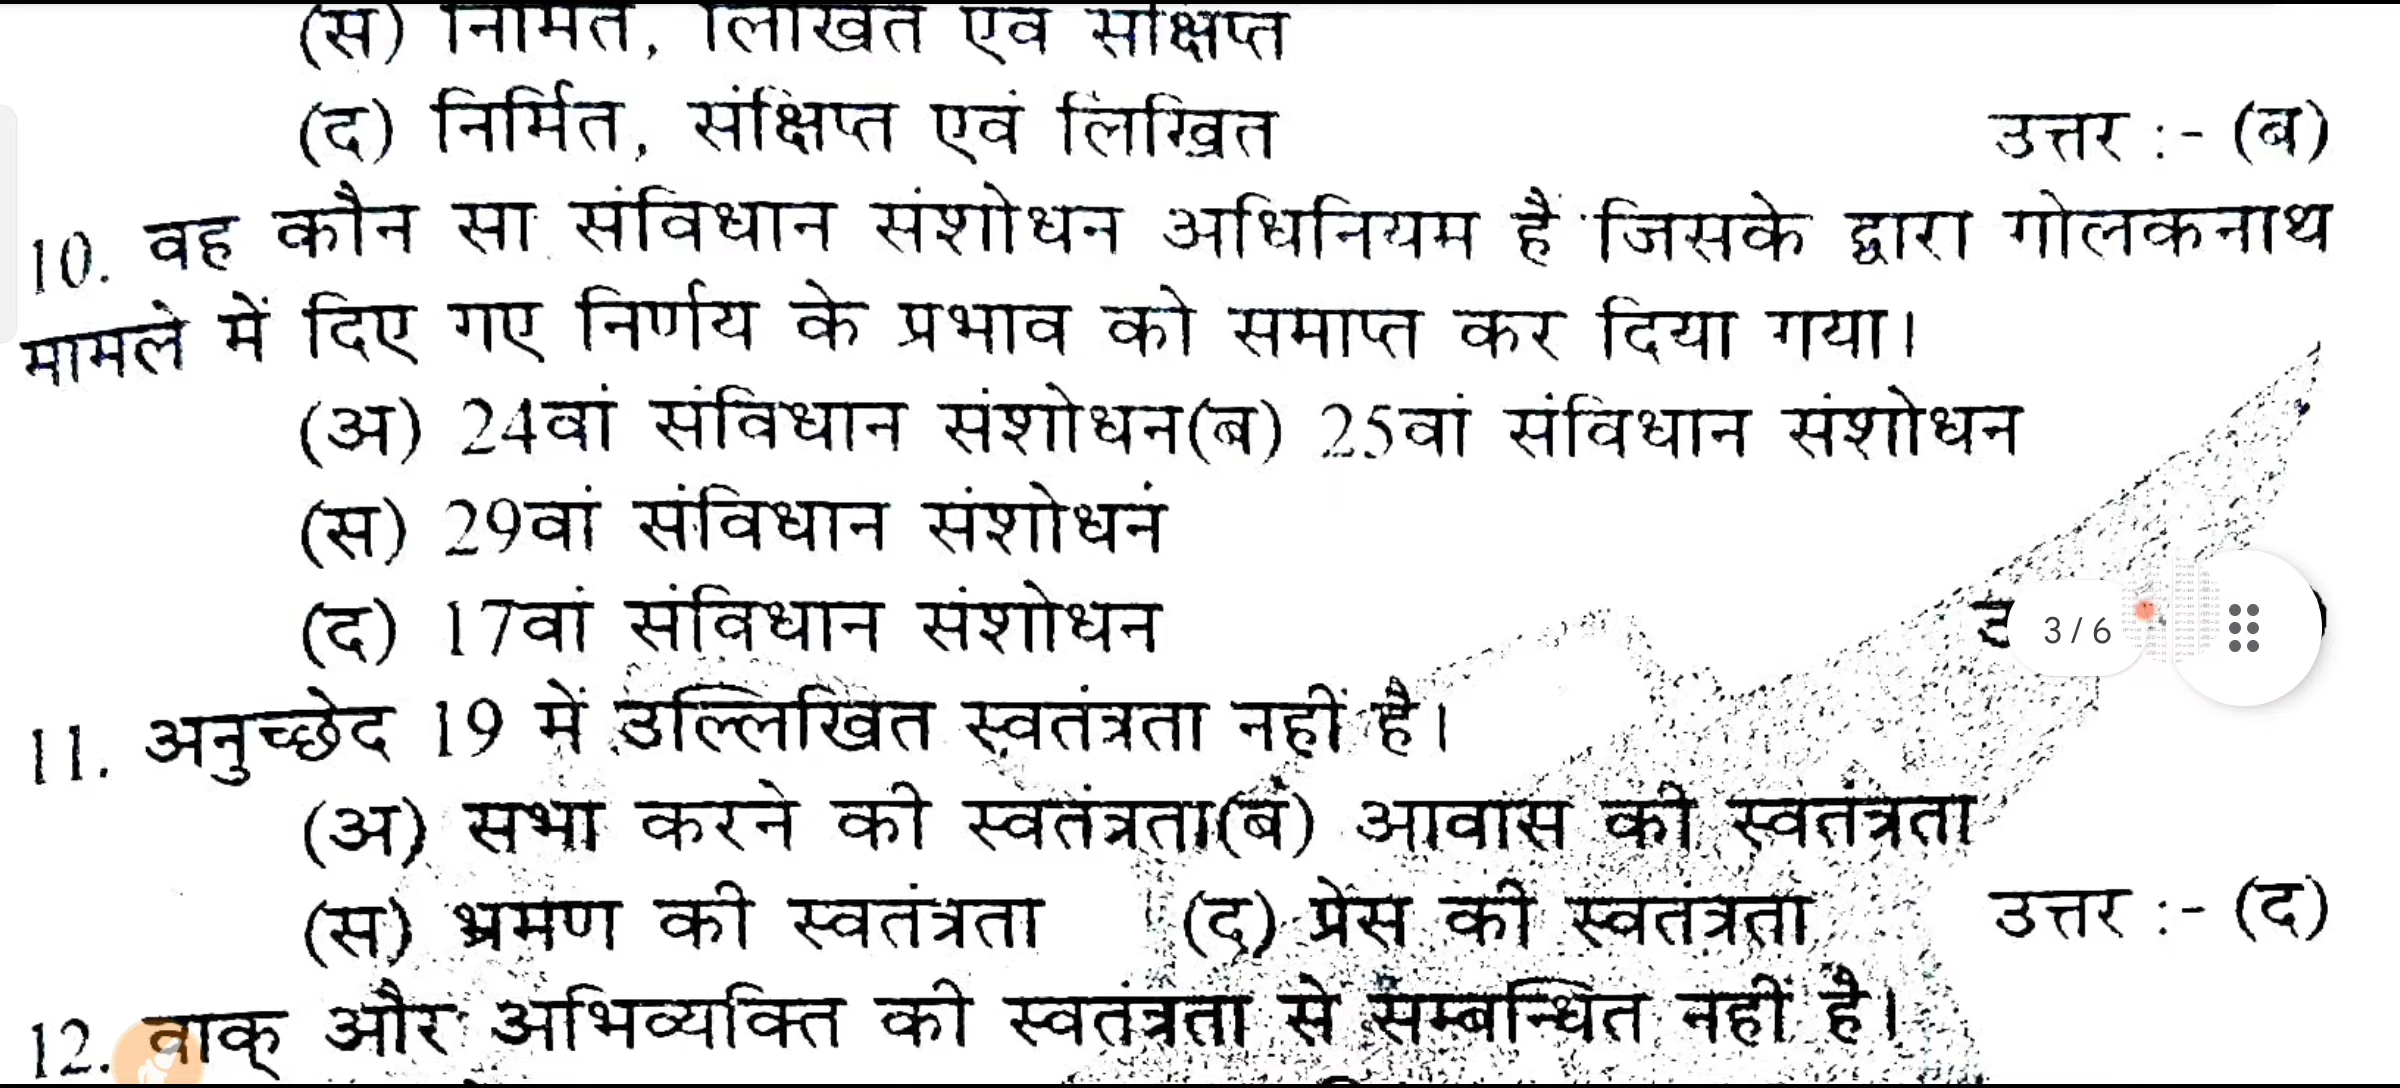 (स) निर्मित, लिखित एवं संक्षिप्त
(द) निर्मित, संक्षिप्त एवं लिखित उत्तर :- (ब)
10. वह कौन सा संविधान संशोधन अधिनियम है जिसके द्वारा गोलकनाथ
मामले में दिए गए निर्णय के प्रभाव को समाप्त कर दिया गया।
(अ) 24वां संविधान संशोधन(ब) 25वां संविधान संशोधन
(स) 29वां संविधान संशोधन
(द) 17वां संविधान संशोधन
3 / 6
11. अनुच्छेद 19 में उल्लिखित स्वतंत्रता नहीं है।
(अ) सभा करने की स्वतंत्रता(ब) आवास की स्वतंत्रता
(स) भ्रमण की स्वतंत्रता (द) प्रेस की स्वतंत्रता उत्तर :- (द)
12. वाक् और अभिव्यक्ति की स्वतंत्रता से सम्बन्धित नहीं है।